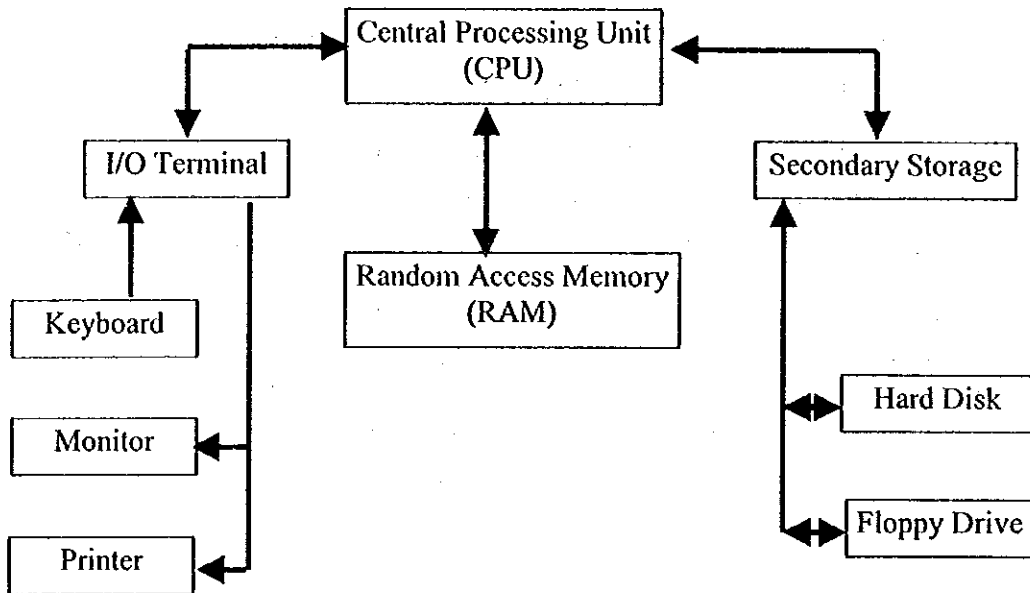 Central Processing Unit
(CPU)
I/O Terminal
Secondary Storage
Random Access Memory
(RAM)
Keyboard
Hard Disk
Monitor
Floppy Drive
Printer